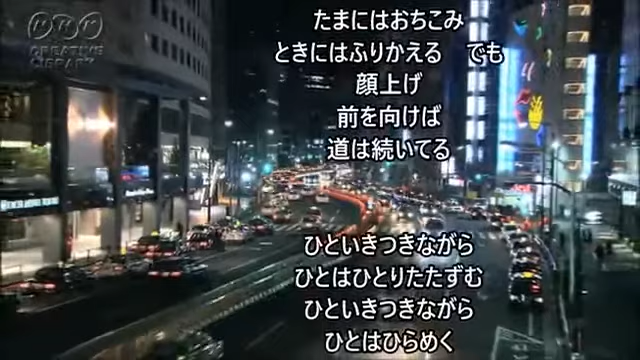 NHK
CREATIVE
LIBRARY
たまにはおちこみ
ときにはふりかえる　でも
顔上げ
前を向けば
道は続いてる
ひといきつきながら
ひとはひとりたたずむ
ひといきつきながら
ひとはひらめく